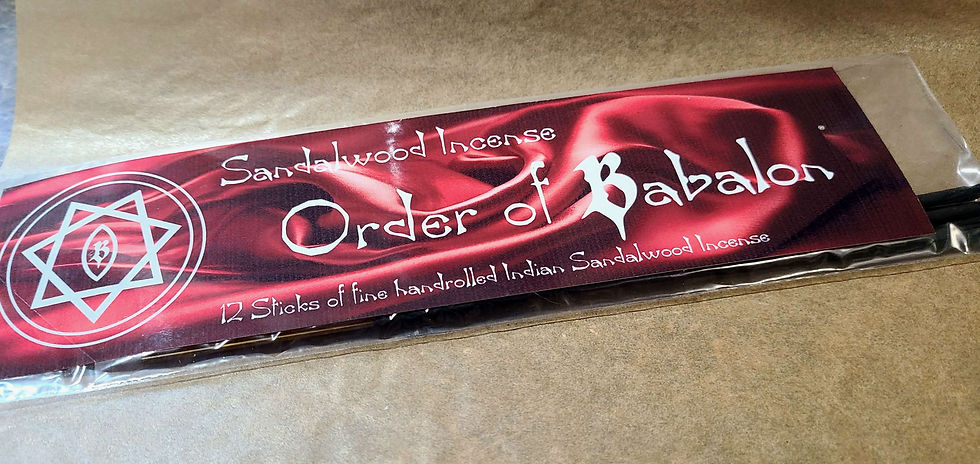 Sandalwood Incense
Order of Babalon
12 Sticks of fine handrolled Indian Sandalwood Incense
B